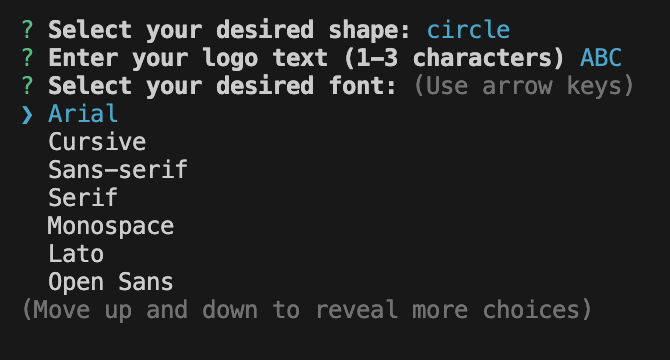 ? Select your desired shape: circle
? Enter your logo text (1-3 characters) ABC
? Select your desired font: (Use arrow keys)
❯ Arial
Cursive
Sans-serif
Serif
Monospace
Lato
Open Sans
(Move up and down to reveal more choices)